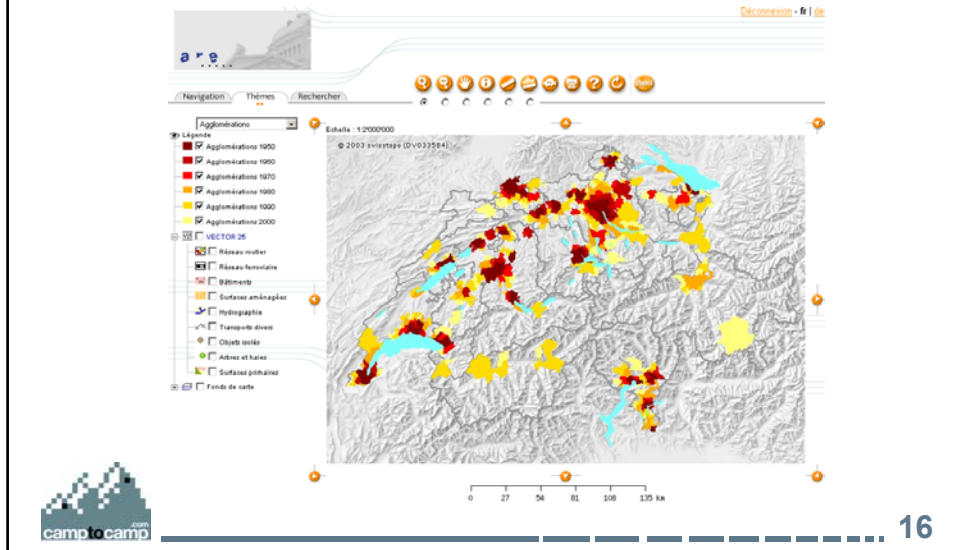 Déconnexion - fr | de
are
Navigation
Thèmes
Rechercher
Agglomérations
Echelle : 1:2'000'000
© 2003 swisstopo (DV033584)
Légende
Agglomérations 1950
Agglomérations 1960
Agglomérations 1970
Agglomérations 1980
Agglomérations 1990
Agglomérations 2000
VECTOR 25
Réseau routier
Réseau ferroviaire
Bâtiments
Surfaces aménagées
Hydrographie
Transports divers
Objets isolés
Arbres et haies
Surfaces primaires
Fonds de carte
0 27 54 81 108 135 km
camptocamp.com
16